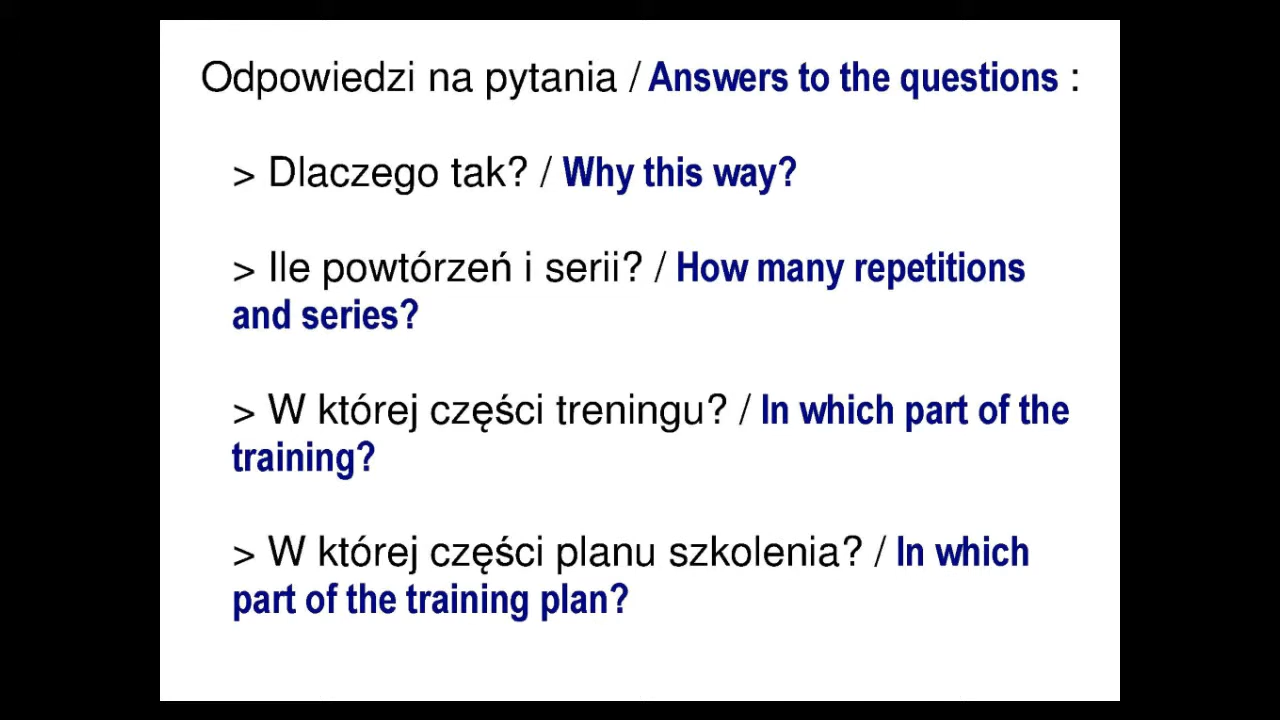 Odpowiedzi na pytania / Answers to the questions :
> Dlaczego tak? / Why this way?
> Ile powtórzeń i serii? / How many repetitions
and series?
> W której części treningu? / In which part of the
training?
> W której części planu szkolenia? / In which
part of the training plan?